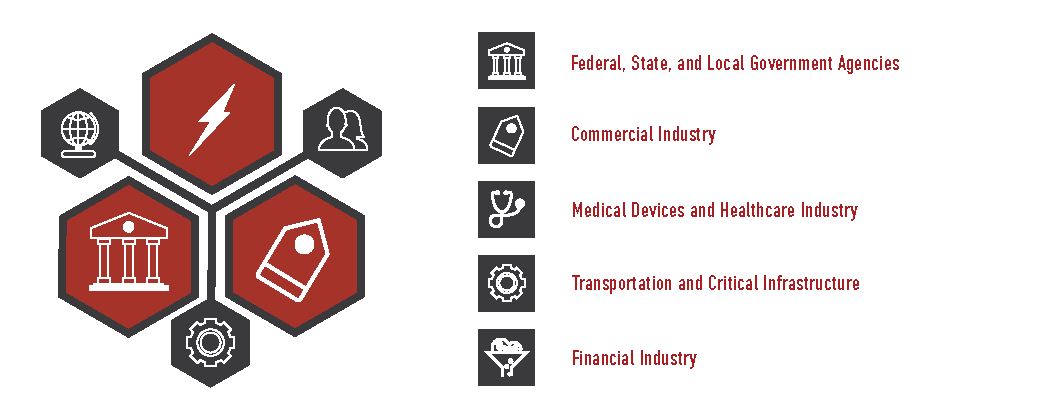 Federal, State, and Local Government Agencies
Commercial Industry
Medical Devices and Healthcare Industry
Transportation and Critical Infrastructure
Financial Industry